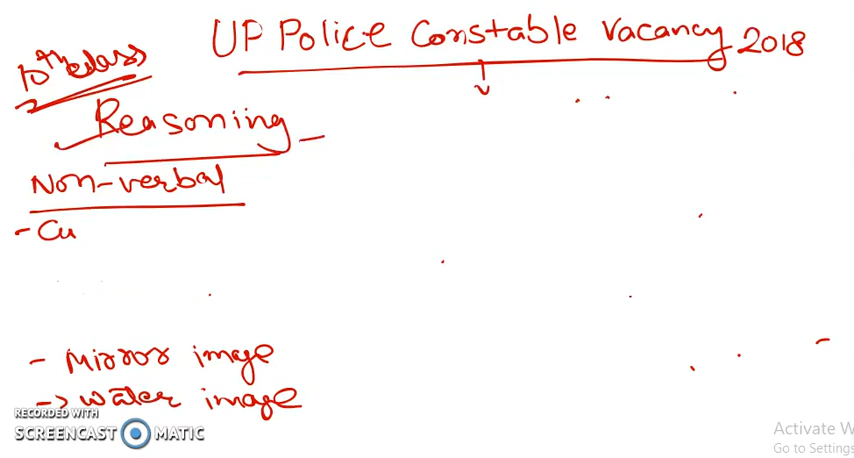 UP Police Constable Vacancy 2018
10th class
Reasoning
Non-verbal
- Cu
- Mirror image
-> Water image
RECORDED WITH
SCREENCAST MATIC
Activate W
Go to Settings